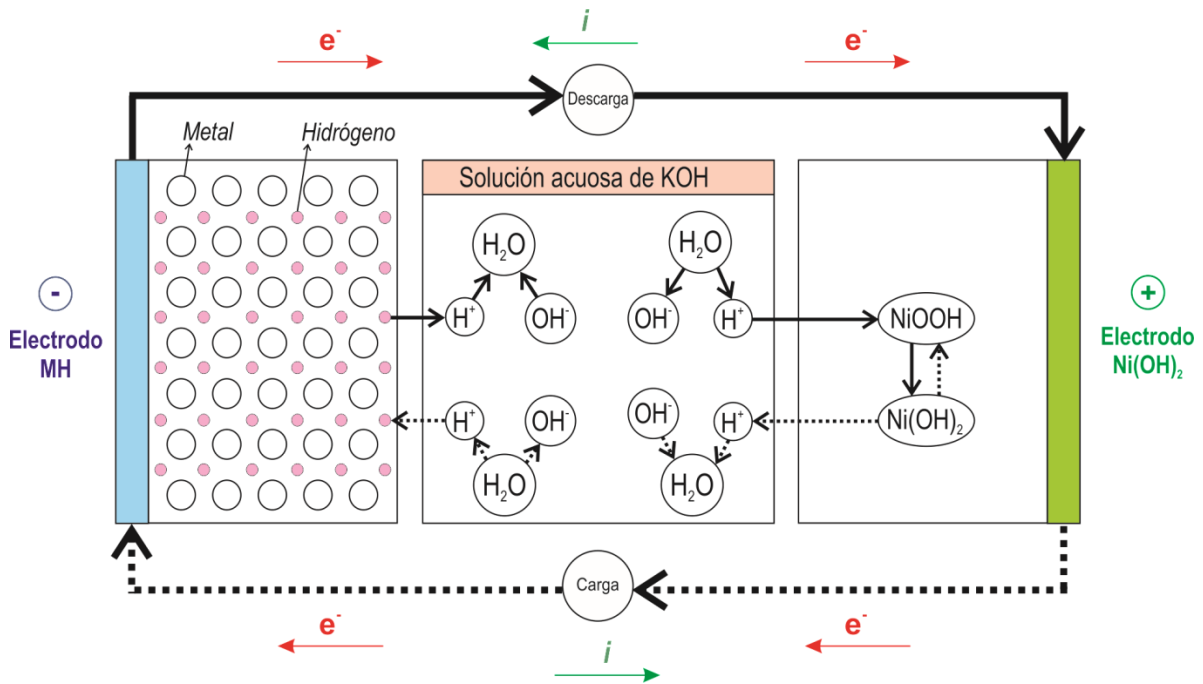 e⁻
i
e⁻
Descarga
Metal
Hidrógeno
Solución acuosa de KOH
H₂O
H₂O
H⁺
OH⁻
OH⁻
H⁺
NiOOH
-
Electrodo
MH
+
Electrodo
Ni(OH)₂
H⁺
OH⁻
OH⁻
H⁺
Ni(OH)₂
H₂O
H₂O
Carga
e⁻
i
e⁻